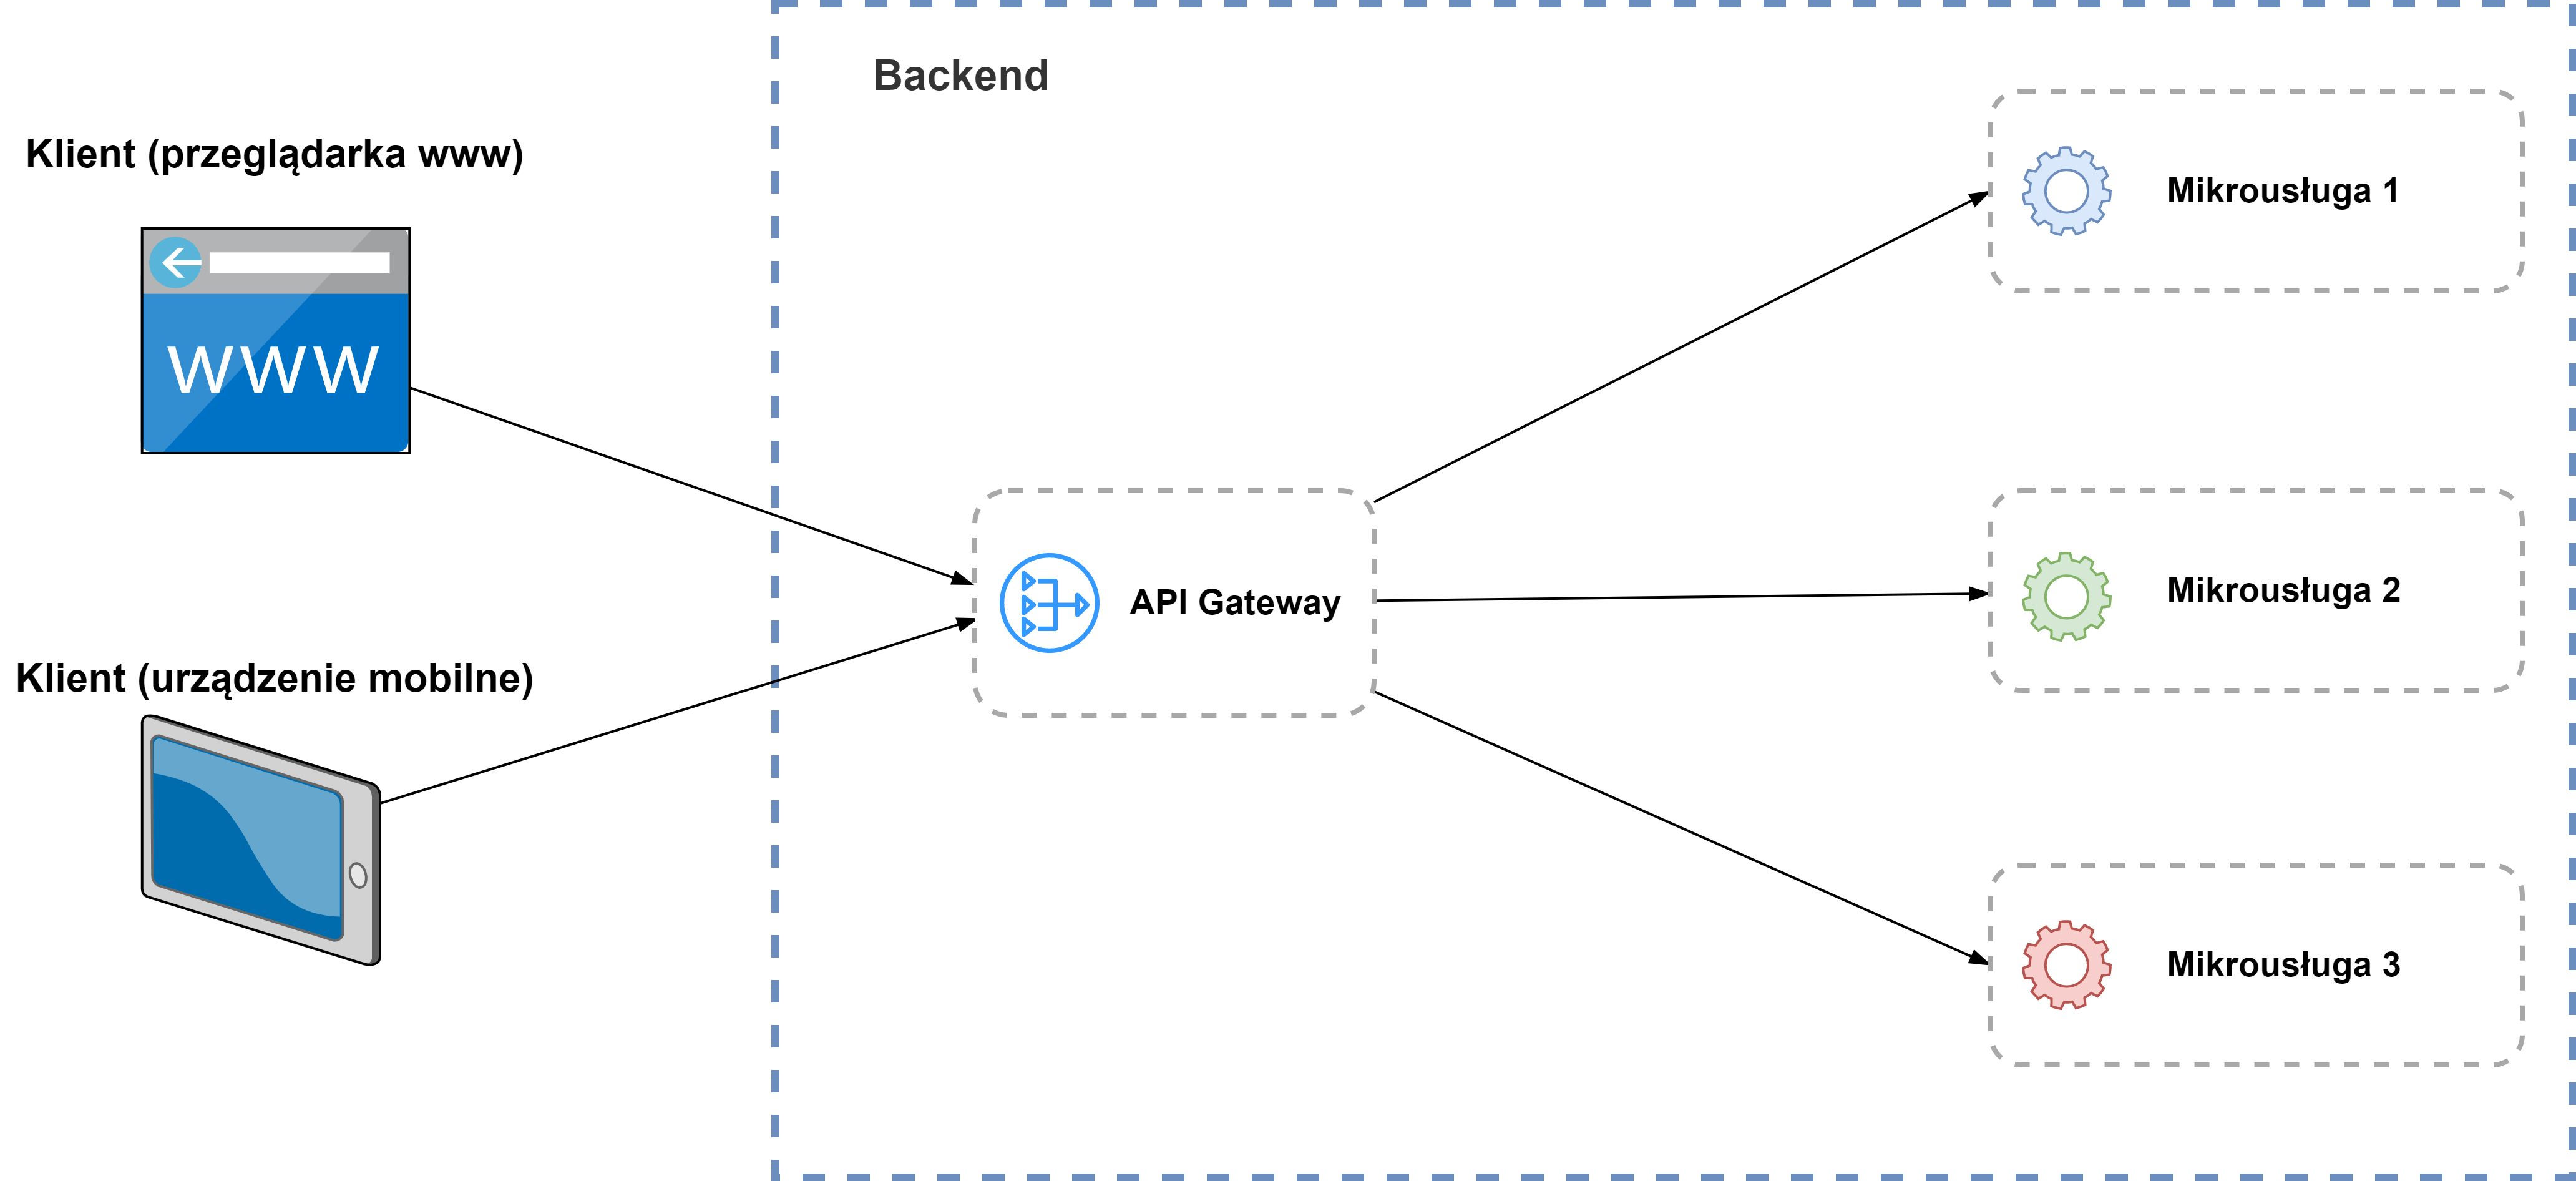 Backend
Klient (przeglądarka www)
WWW
Klient (urządzenie mobilne)
API Gateway
Mikrousługa 1
Mikrousługa 2
Mikrousługa 3